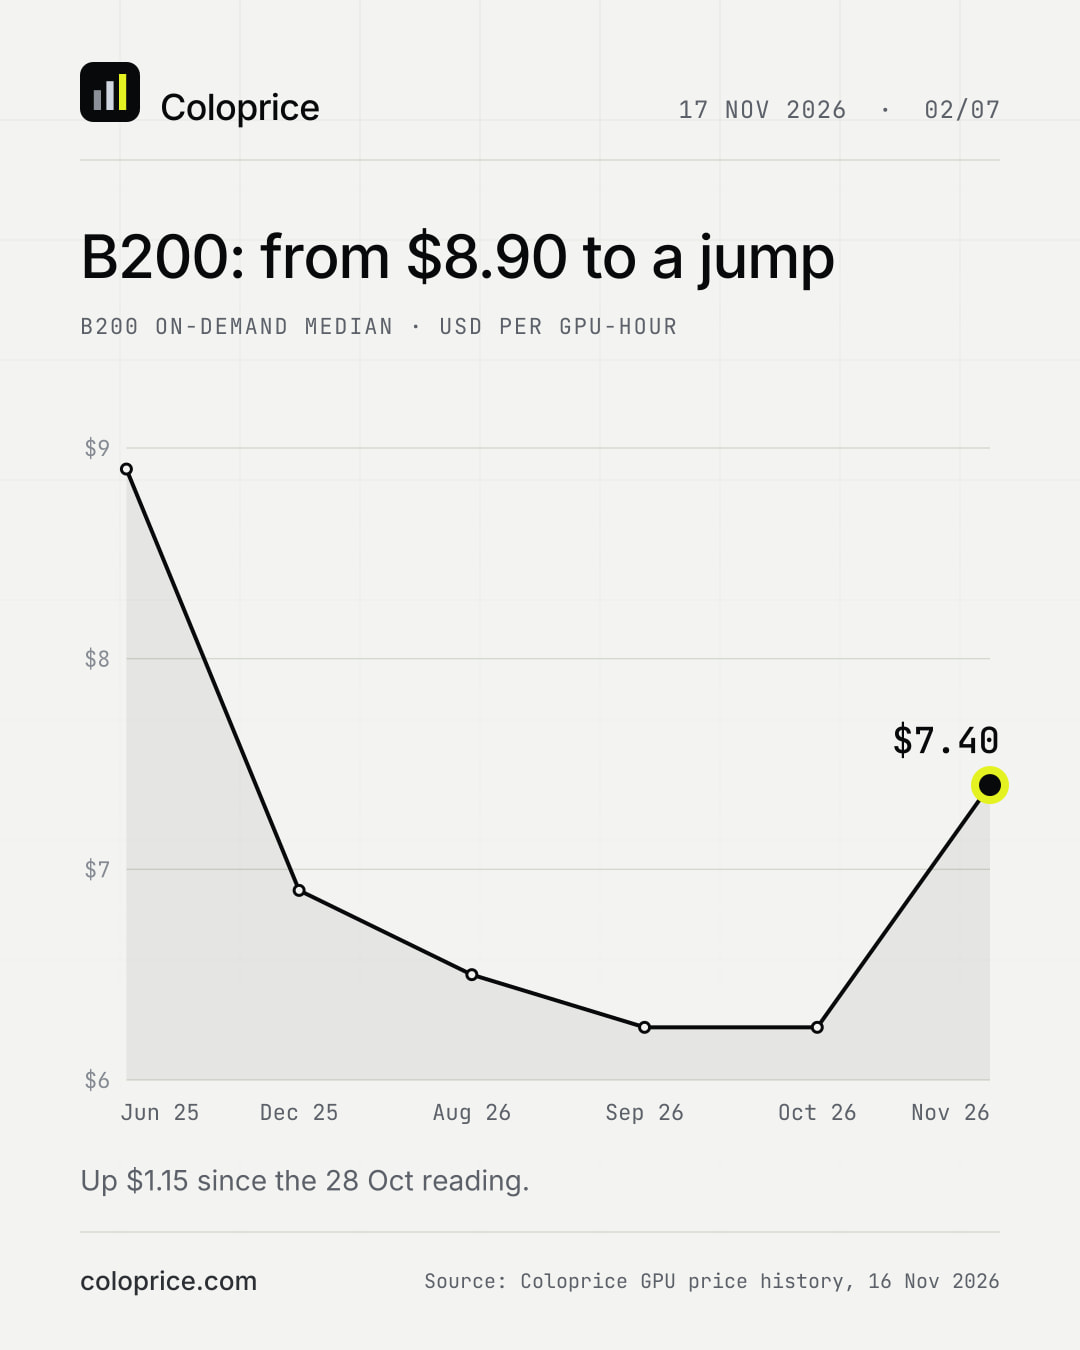 Coloprice
17 NOV 2026 · 02/07
B200: from $8.90 to a jump
B200 ON-DEMAND MEDIAN · USD PER GPU-HOUR
$9
$8
$7.40
$7
$6
Jun 25 Dec 25 Aug 26 Sep 26 Oct 26 Nov 26
Up $1.15 since the 28 Oct reading.
coloprice.com
Source: Coloprice GPU price history, 16 Nov 2026